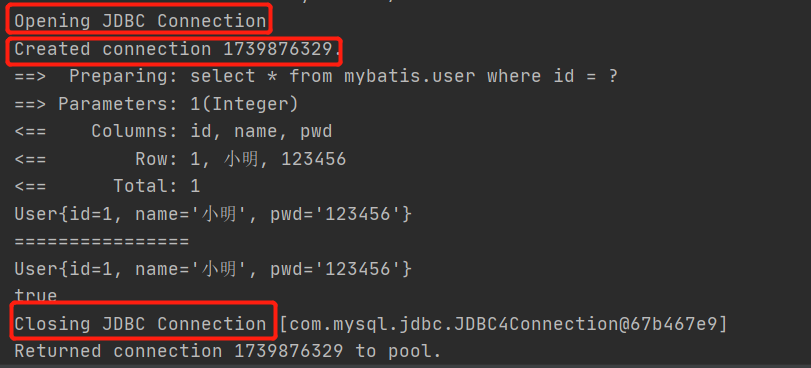 Opening JDBC Connection
Created connection 1739876329.
==>  Preparing: select * from mybatis.user where id = ?
==> Parameters: 1(Integer)
<==    Columns: id, name, pwd
<==        Row: 1, 小明, 123456
<==      Total: 1
User{id=1, name='小明', pwd='123456'}
================
User{id=1, name='小明', pwd='123456'}
true
Closing JDBC Connection [com.mysql.jdbc.JDBC4Connection@67b467e9]
Returned connection 1739876329 to pool.